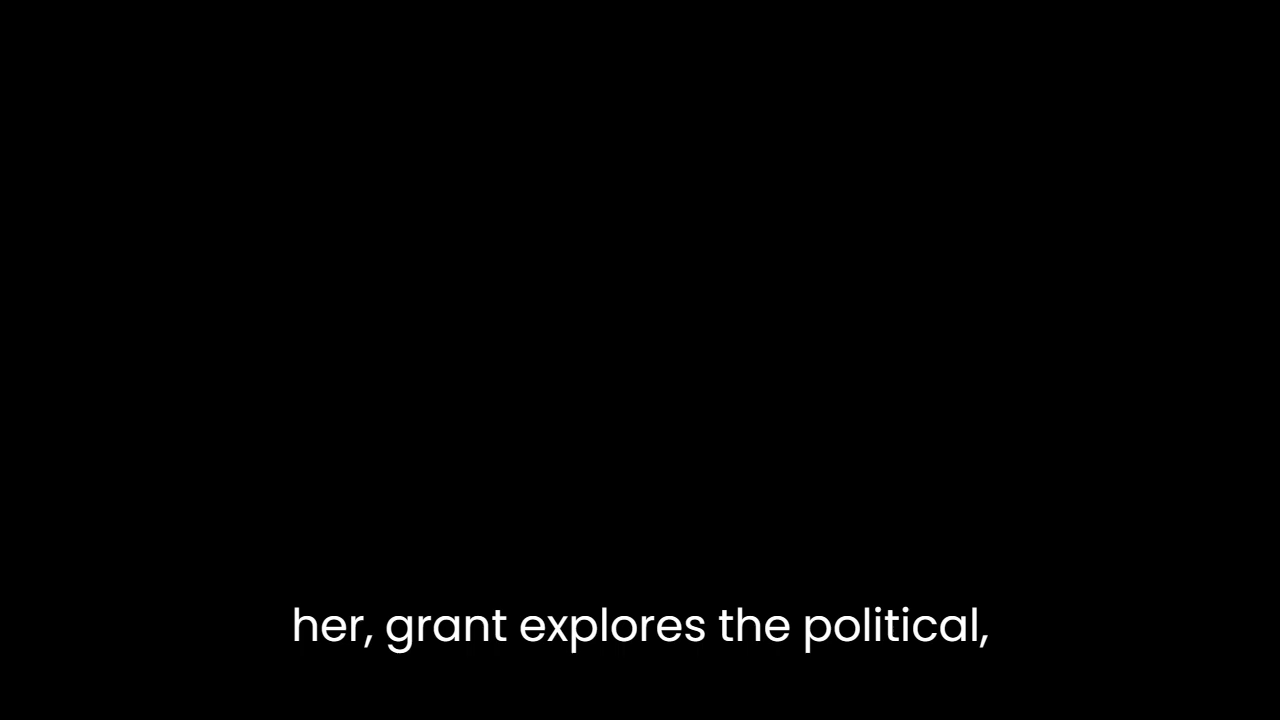 her, grant explores the political,